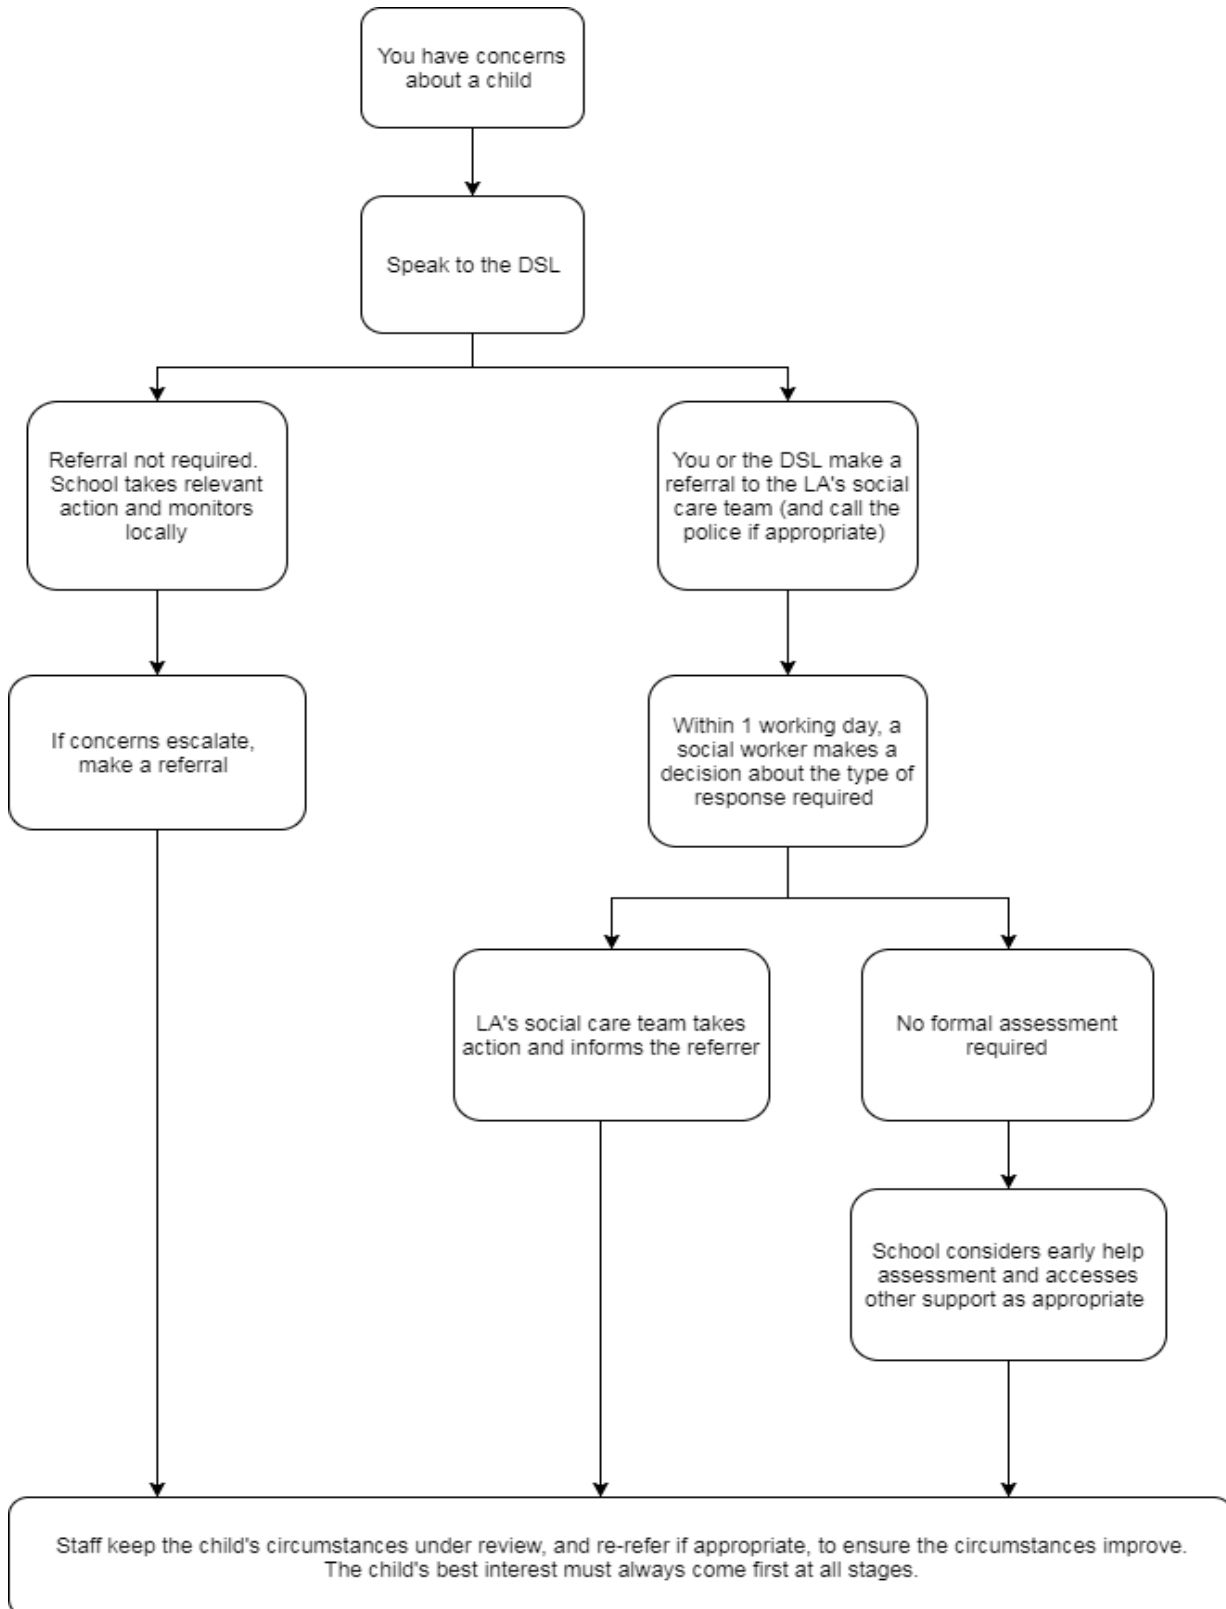 You have concerns
about a child
Speak to the DSL
Referral not required.
School takes relevant
action and monitors
locally
You or the DSL make a
referral to the LA's social
care team (and call the
police if appropriate)
If concerns escalate,
make a referral
Within 1 working day, a
social worker makes a
decision about the type of
response required
LA's social care team takes
action and informs the referrer
No formal assessment
required
School considers early help
assessment and accesses
other support as appropriate
Staff keep the child's circumstances under review, and re-refer if appropriate, to ensure the circumstances improve.
The child's best interest must always come first at all stages.